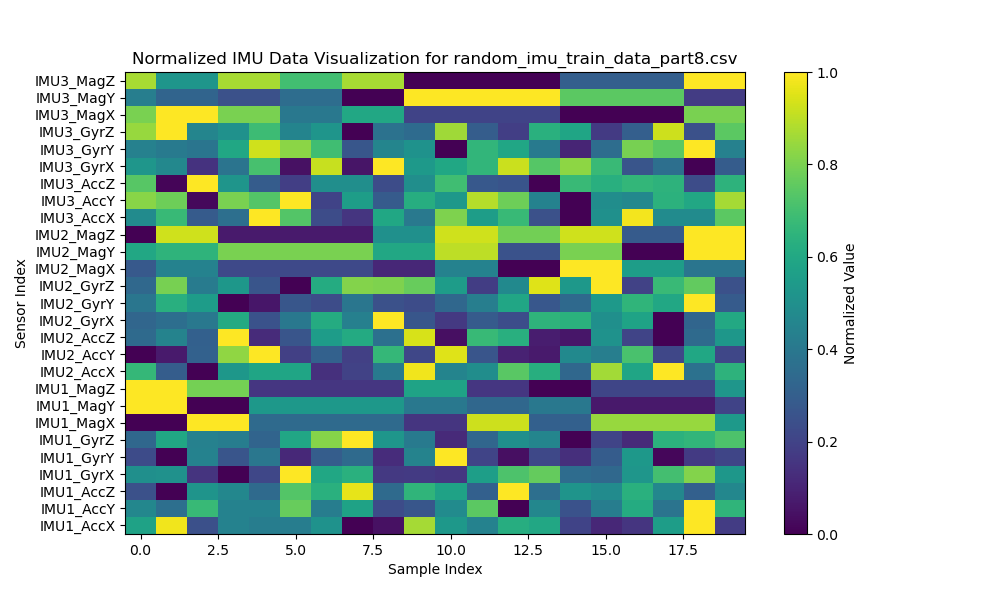 Normalized IMU Data Visualization for random_imu_train_data_part8.csv
IMU3_MagZ
IMU3_MagY
IMU3_MagX
IMU3_GyrZ
IMU3_GyrY
IMU3_GyrX
IMU3_AccZ
IMU3_AccY
IMU3_AccX
IMU2_MagZ
IMU2_MagY
IMU2_MagX
IMU2_GyrZ
IMU2_GyrY
IMU2_GyrX
IMU2_AccZ
IMU2_AccY
IMU2_AccX
IMU1_MagZ
IMU1_MagY
IMU1_MagX
IMU1_GyrZ
IMU1_GyrY
IMU1_GyrX
IMU1_AccZ
IMU1_AccY
IMU1_AccX
Sensor Index
0.0 2.5 5.0 7.5 10.0 12.5 15.0 17.5
Sample Index
1.0
0.8
0.6
0.4
0.2
0.0
Normalized Value